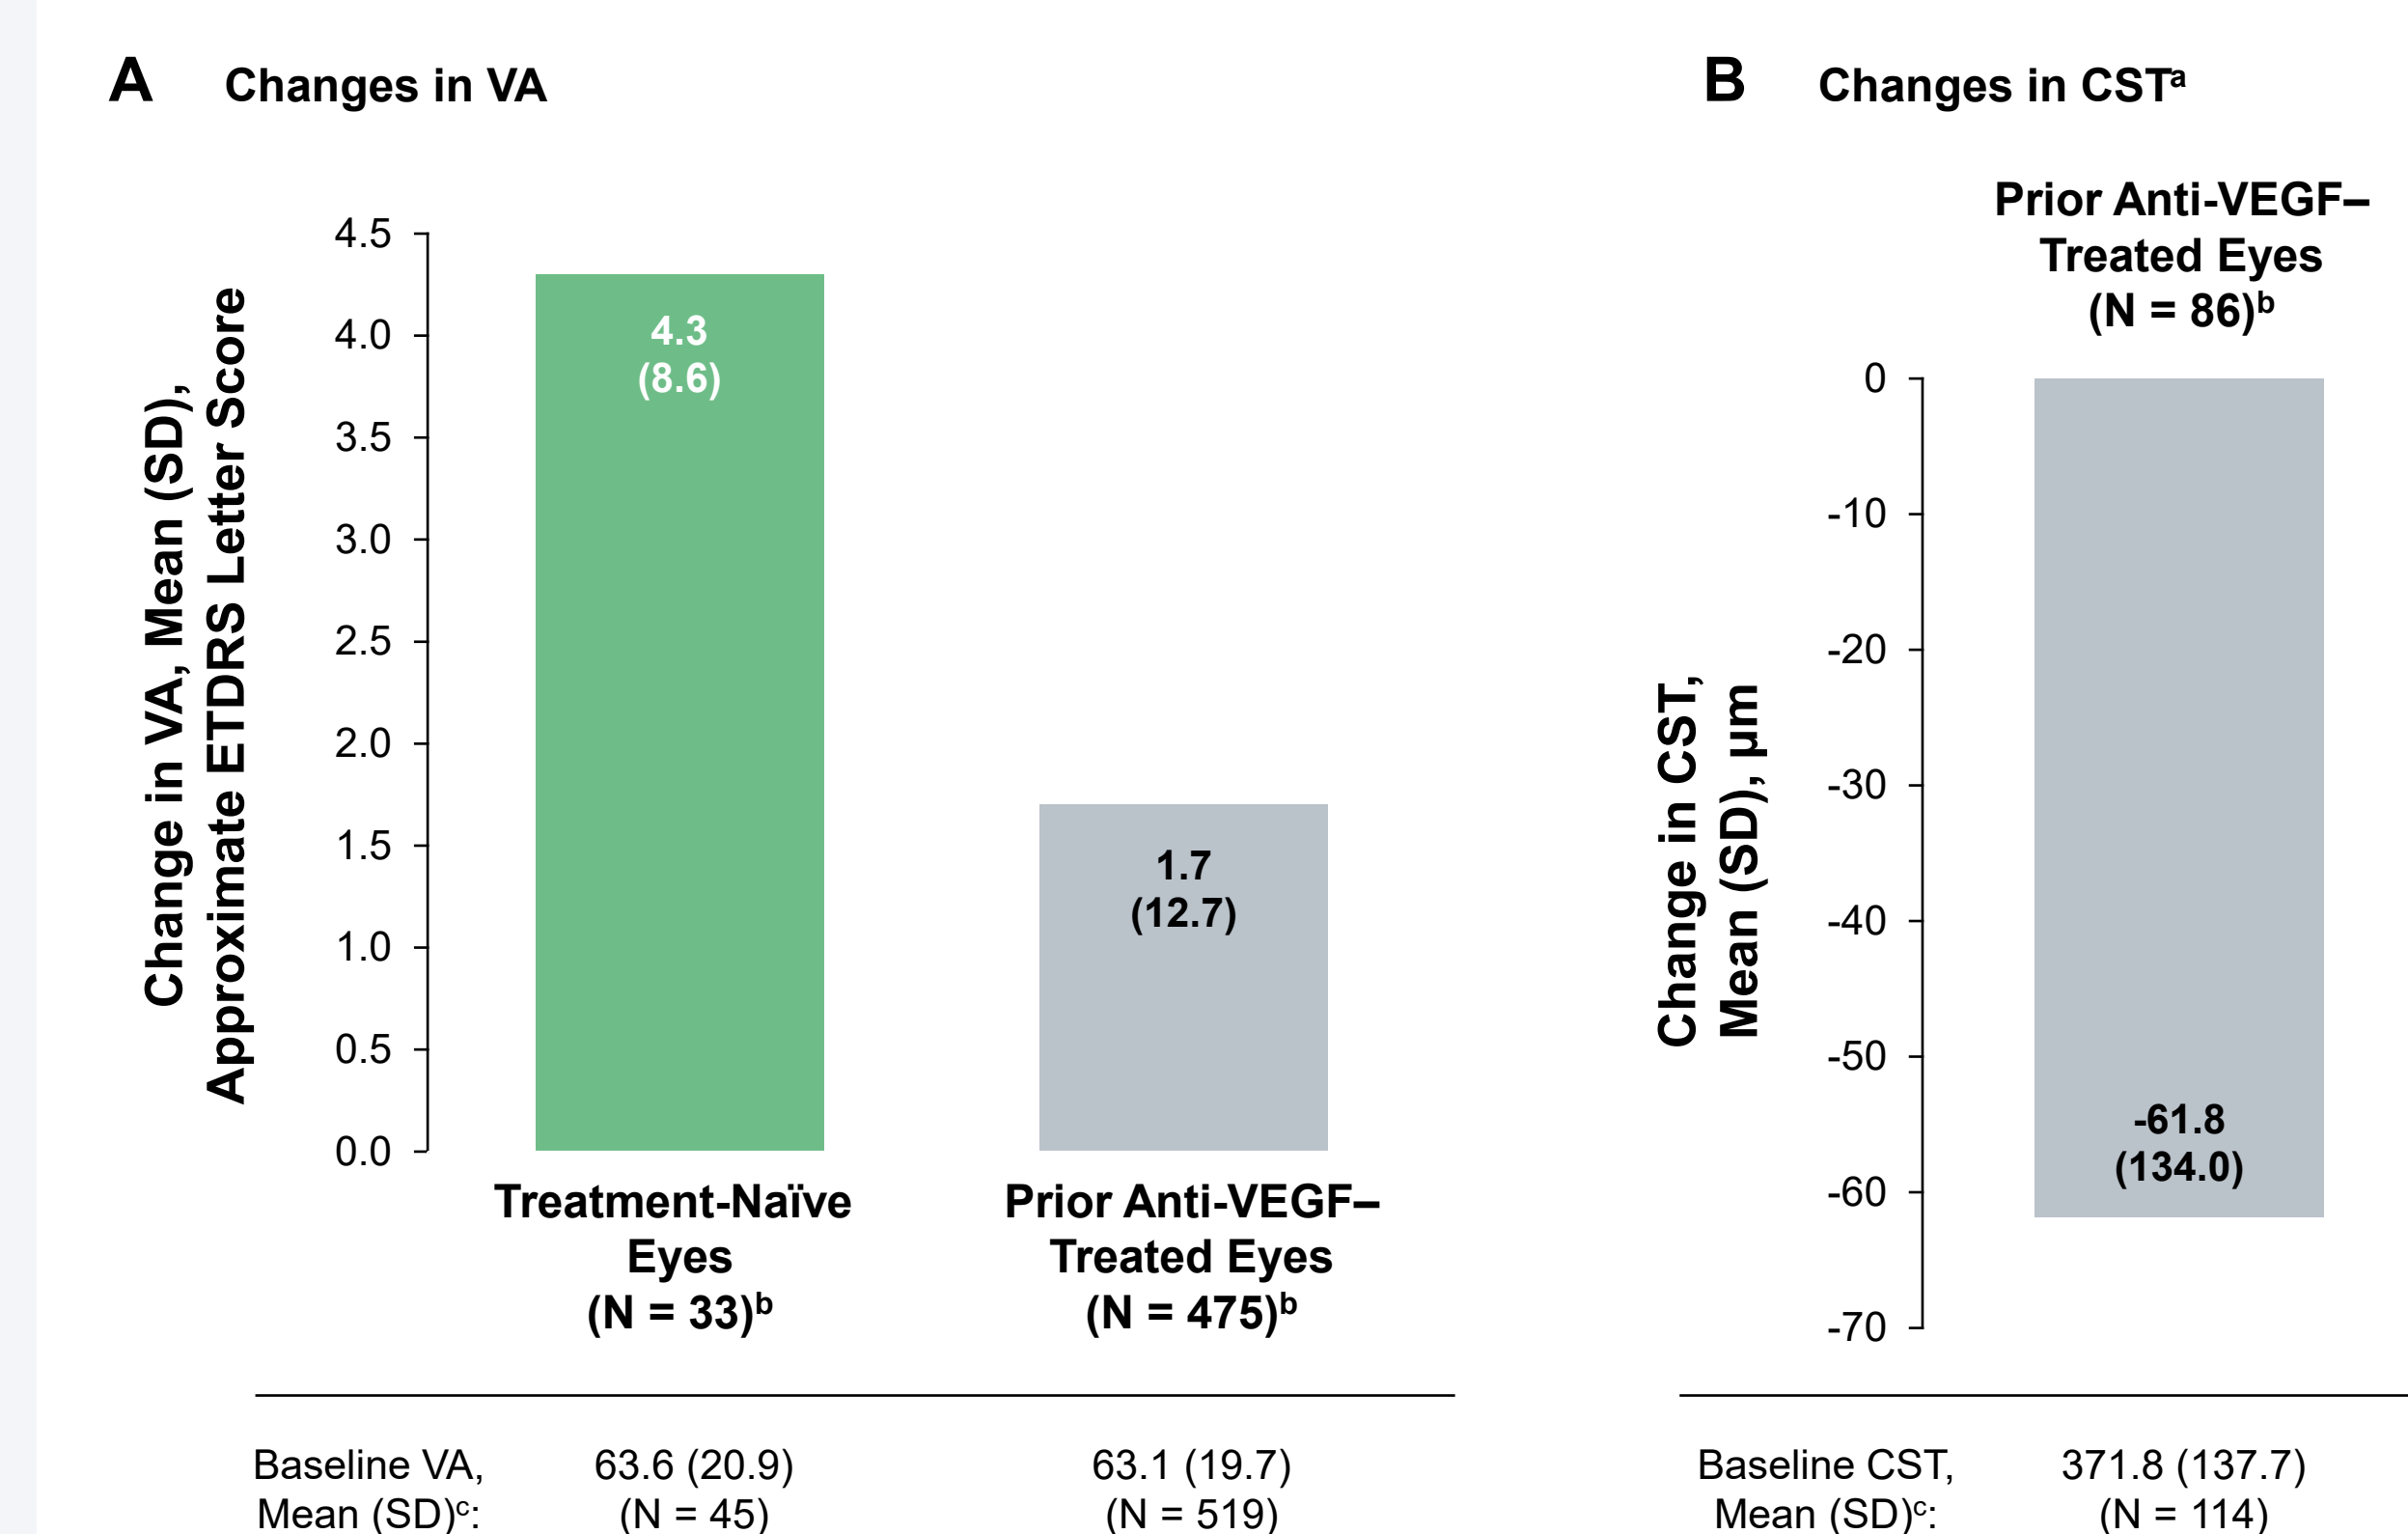 A Changes in VA
4.5
4.0
3.5
3.0
2.5
2.0
1.5
1.0
0.5
0.0
Change in VA, Mean (SD),
Approximate ETDRS Letter Score
4.3
(8.6)
1.7
(12.7)
Treatment-Naïve
Eyes
(N = 33)ᵇ
Prior Anti-VEGF–
Treated Eyes
(N = 475)ᵇ
Baseline VA,
Mean (SD)ᶜ:
63.6 (20.9)
(N = 45)
63.1 (19.7)
(N = 519)
B Changes in CSTᵃ
Prior Anti-VEGF–
Treated Eyes
(N = 86)ᵇ
0
-10
-20
-30
-40
-50
-60
-70
Change in CST,
Mean (SD), µm
-61.8
(134.0)
Baseline CST,
Mean (SD)ᶜ:
371.8 (137.7)
(N = 114)